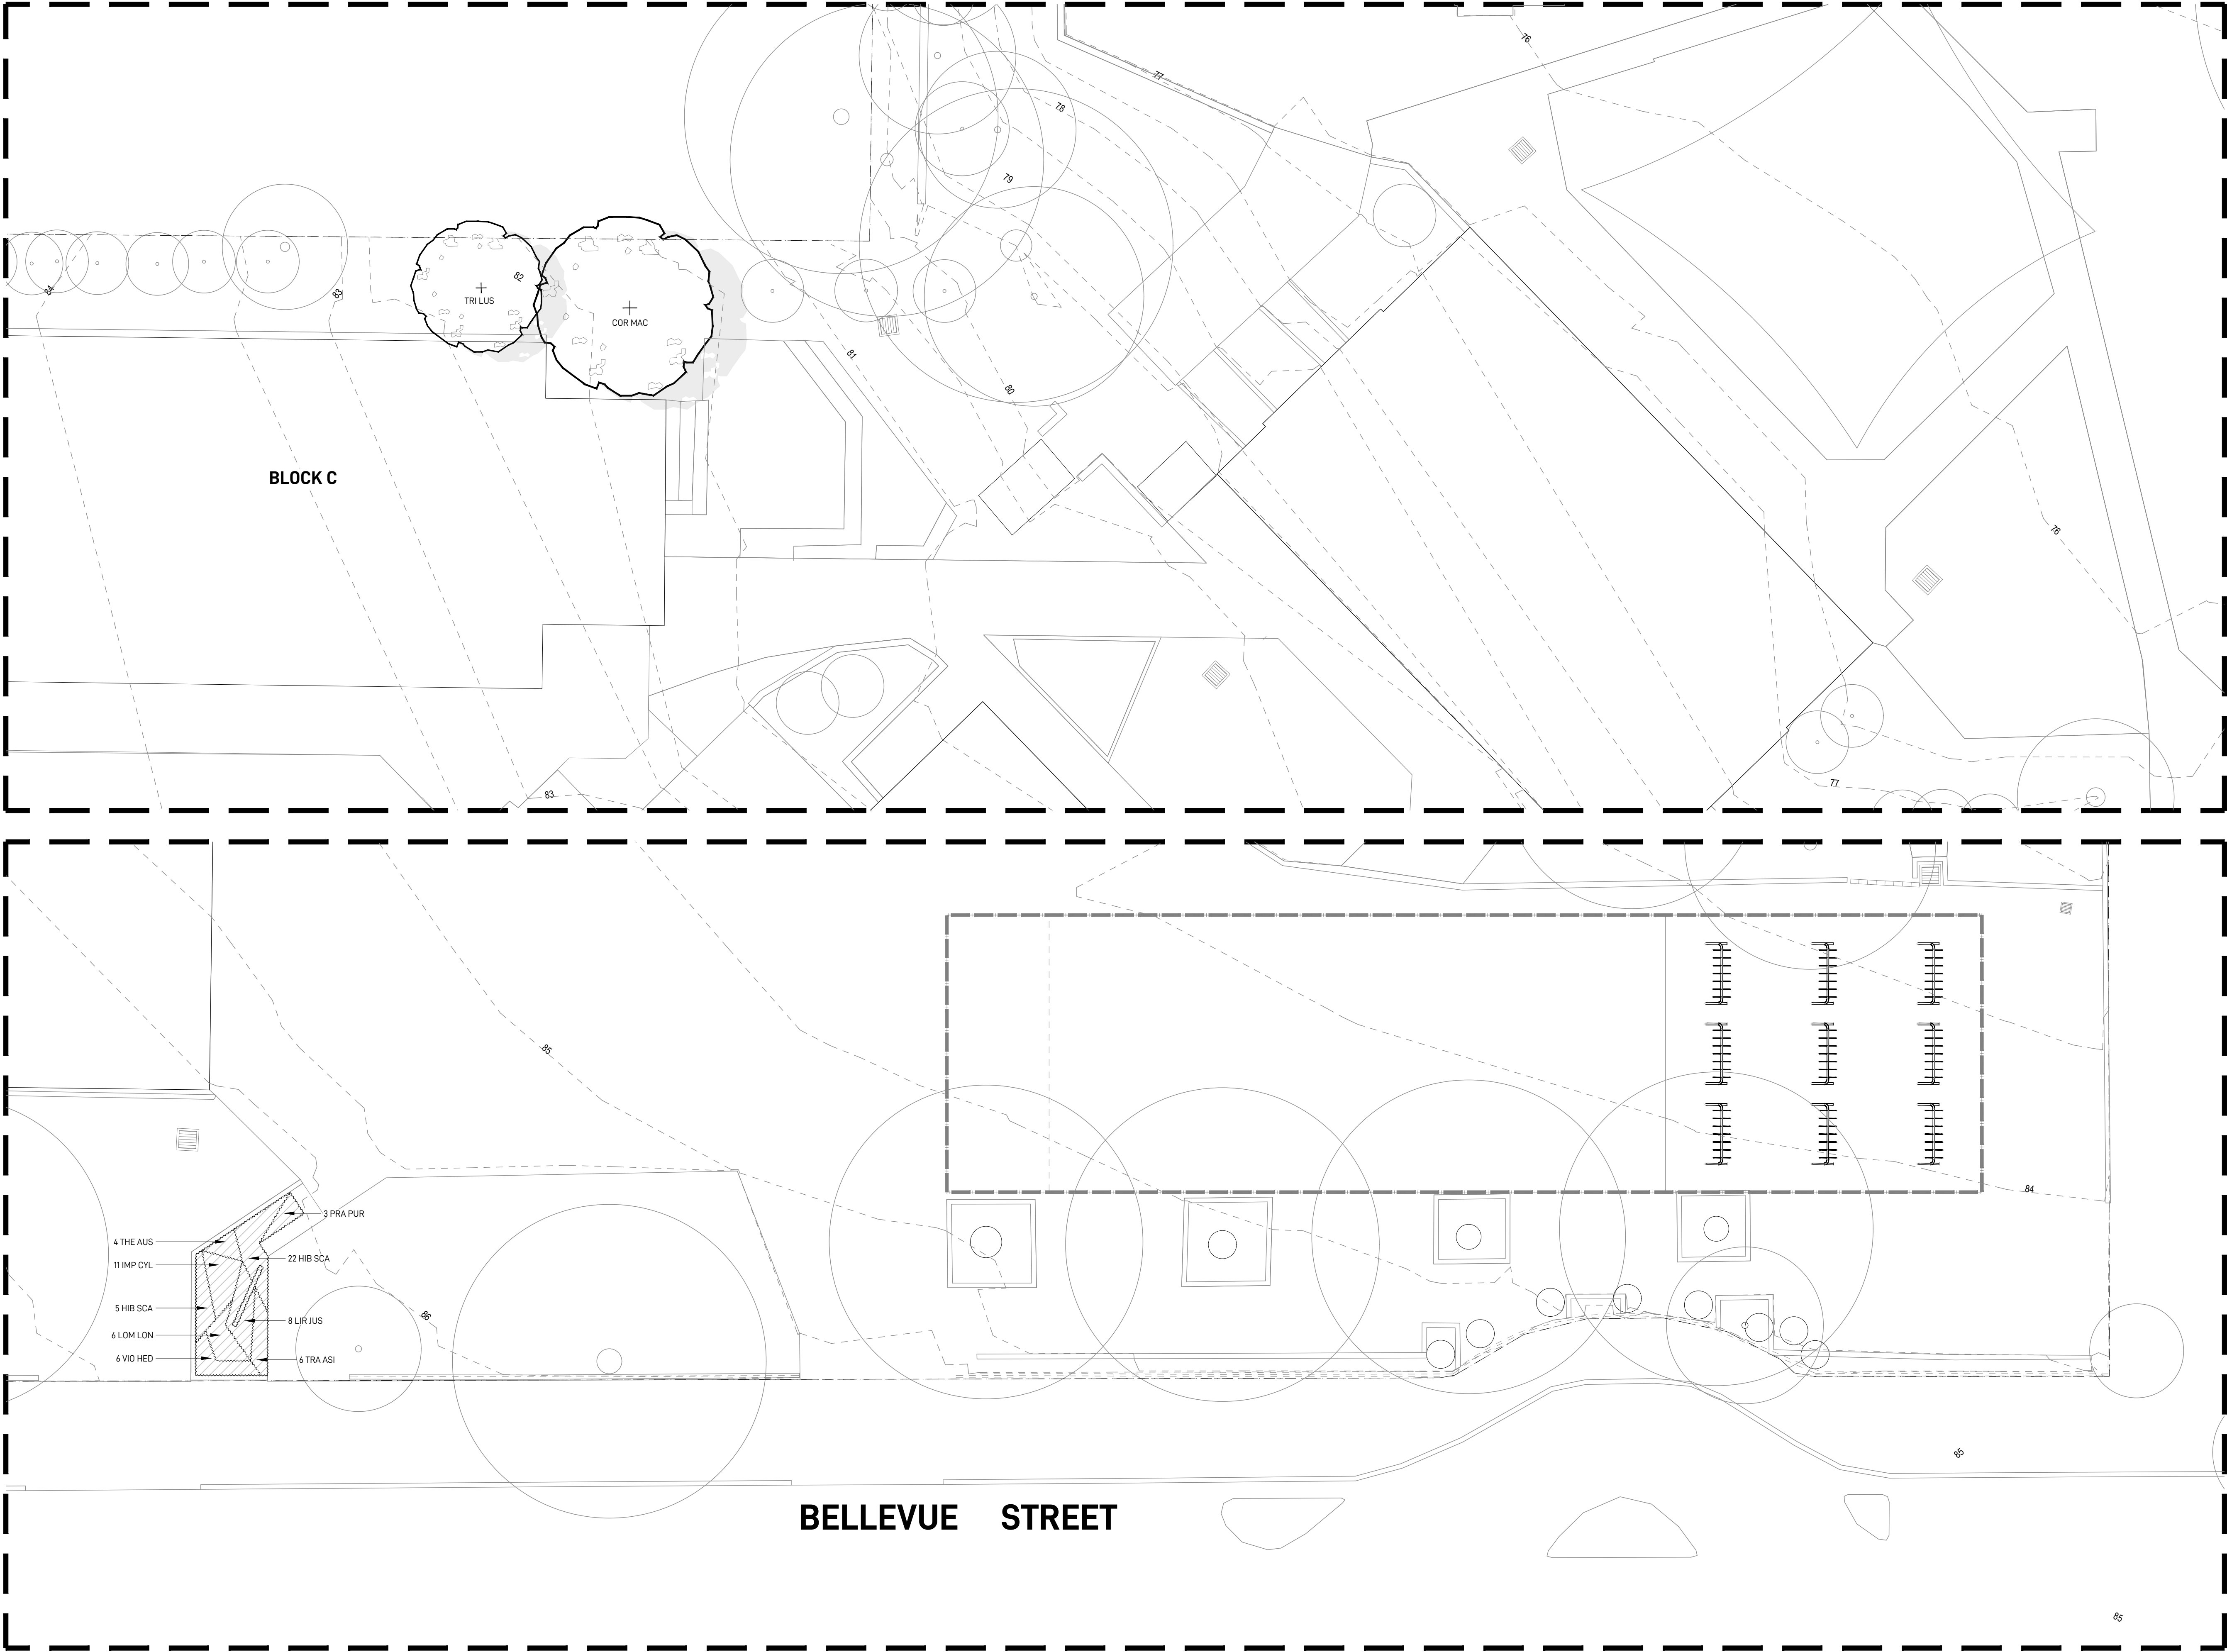 76
77
78
79
82
84
83
TRI LUS
COR MAC
81
80
BLOCK C
76
77
83
85
84
3 PRA PUR
4 THE AUS
22 HIB SCA
11 IMP CYL
5 HIB SCA
8 LIR JUS
86
6 LOM LON
6 VIO HED
6 TRA ASI
85
BELLEVUE STREET
85